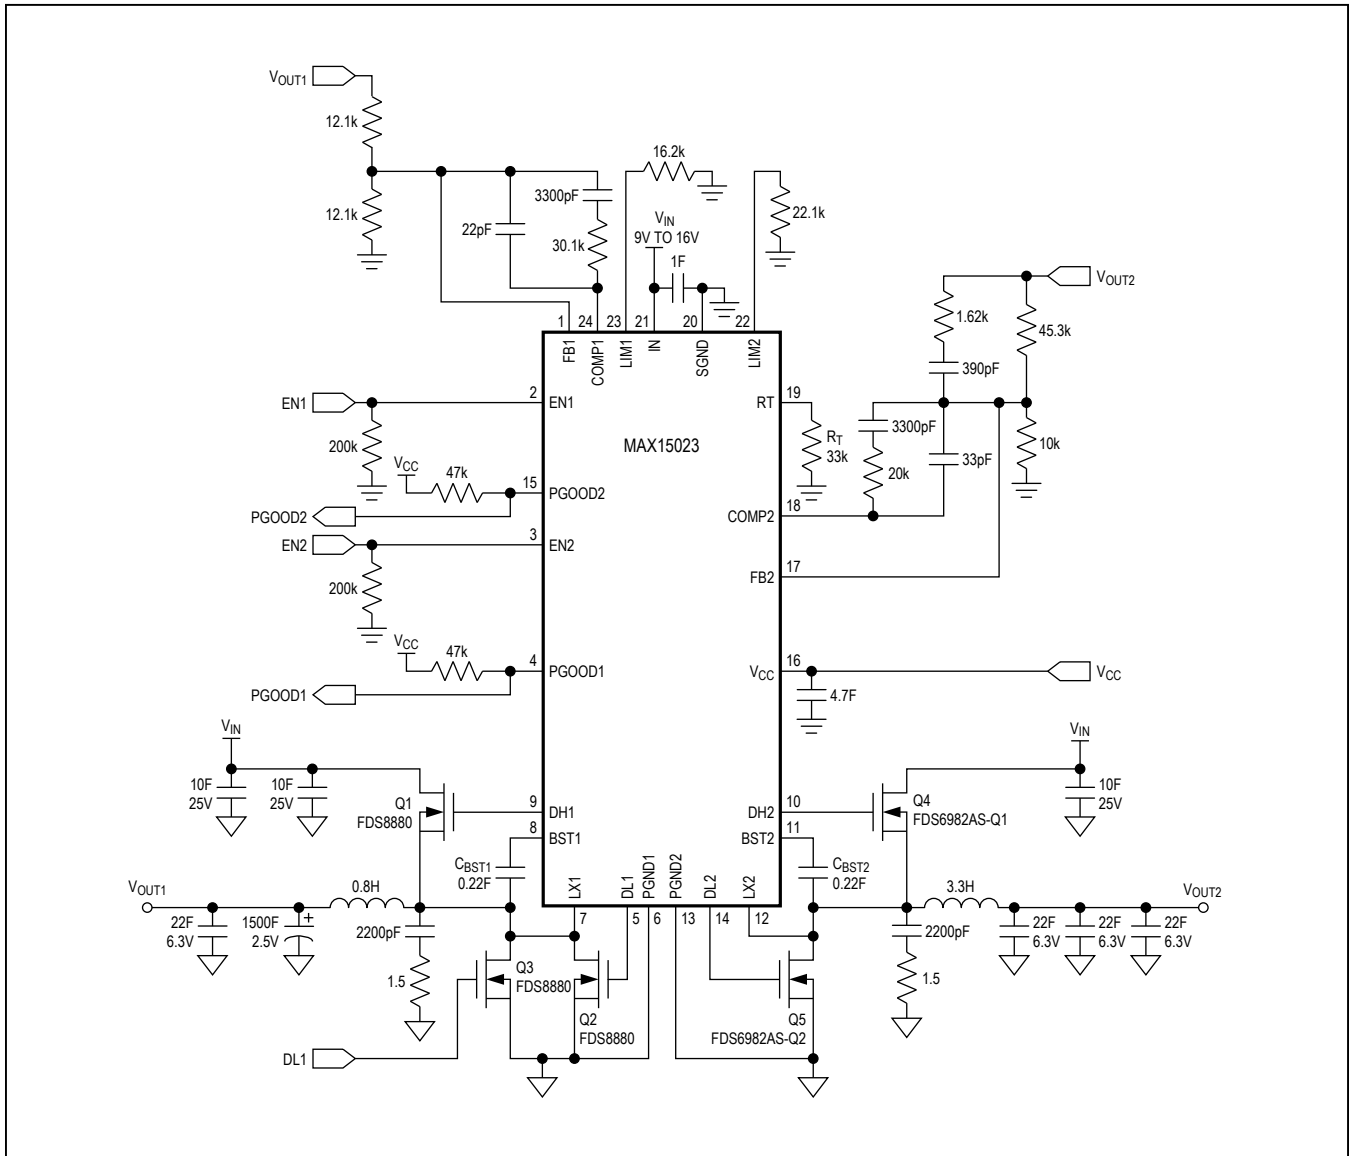 VOUT1
12.1k
12.1k
22pF
3300pF
30.1k
16.2k
VIN
9V TO 16V
1F
22.1k
VOUT2
1.62k
45.3k
390pF
3300pF
20k
33pF
10k
1
24
23
21
20
22
FB1
COMP1
LIM1
IN
SGND
LIM2
EN1
2
EN1
200k
VCC
47k
15
PGOOD2
PGOOD2
EN2
3
EN2
200k
VCC
47k
4
PGOOD1
PGOOD1
MAX15023
19
RT
RT
33k
18
COMP2
17
FB2
16
VCC
VCC
4.7F
VIN
10F
25V
10F
25V
Q1
FDS8880
9
DH1
8
BST1
CBST1
0.22F
10
DH2
11
BST2
CBST2
0.22F
VIN
10F
25V
Q4
FDS6982AS-Q1
LX1
DL1
PGND1
PGND2
DL2
LX2
7
5
6
13
14
12
VOUT1
22F
6.3V
1500F
+
2.5V
0.8H
2200pF
1.5
Q3
FDS8880
Q2
FDS8880
DL1
Q5
FDS6982AS-Q2
3.3H
2200pF
1.5
22F
6.3V
22F
6.3V
22F
6.3V
VOUT2